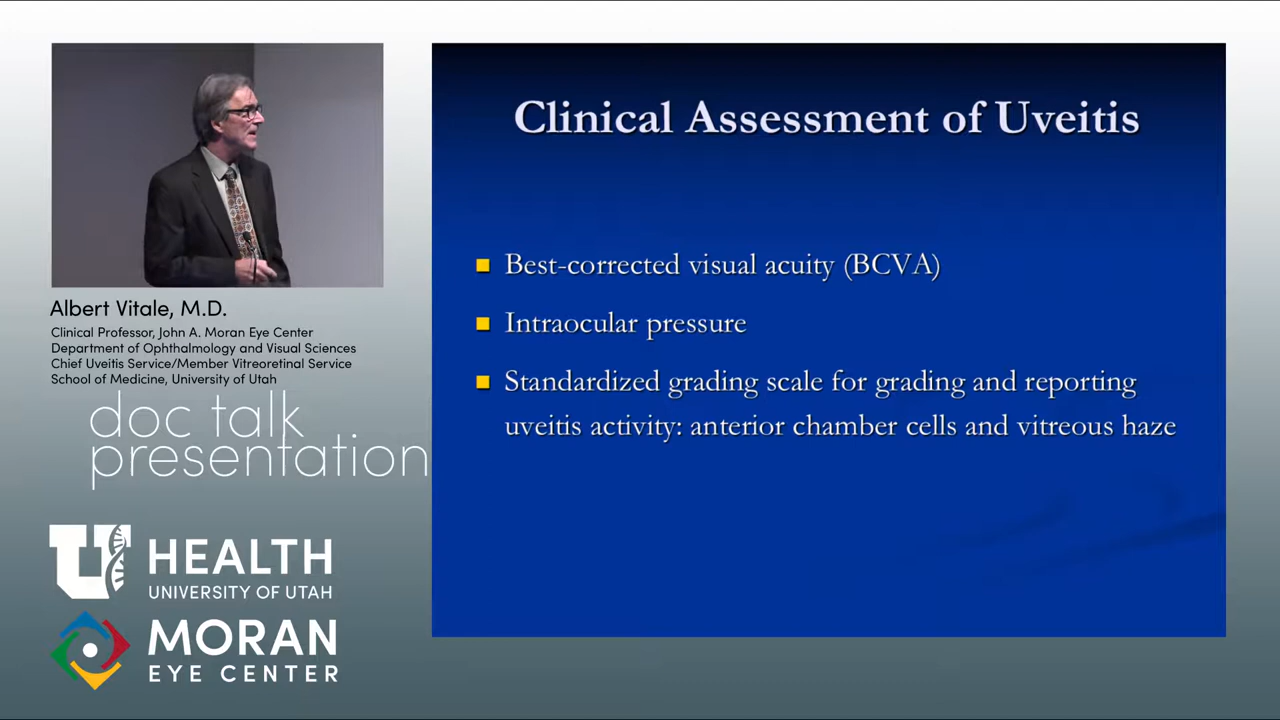 Clinical Assessment of Uveitis
Best-corrected visual acuity (BCVA)
Intraocular pressure
Standardized grading scale for grading and reporting
uveitis activity: anterior chamber cells and vitreous haze
Albert Vitale, M.D.
Clinical Professor, John A. Moran Eye Center
Department of Ophthalmology and Visual Sciences
Chief Uveitis Service/Member Vitreoretinal Service
School of Medicine, University of Utah
doc talk
presentation
U HEALTH
UNIVERSITY OF UTAH
MORAN
EYE CENTER